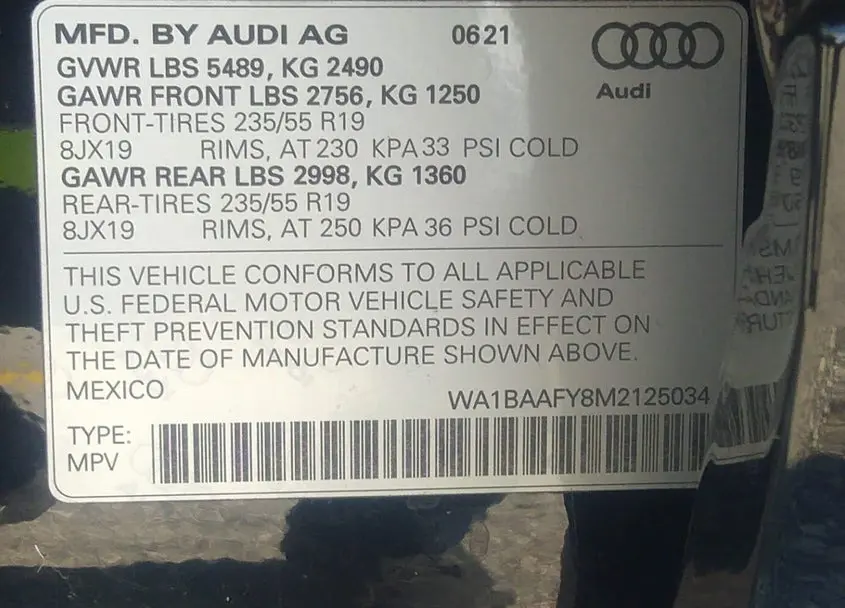 MFD. BY AUDI AG 0621
GVWR LBS 5489, KG 2490
GAWR FRONT LBS 2756, KG 1250
Audi
FRONT-TIRES 235/55 R19
8JX19 RIMS, AT 230 KPA 33 PSI COLD
GAWR REAR LBS 2998, KG 1360
REAR-TIRES 235/55 R19
8JX19 RIMS, AT 250 KPA 36 PSI COLD
THIS VEHICLE CONFORMS TO ALL APPLICABLE
U.S. FEDERAL MOTOR VEHICLE SAFETY AND
THEFT PREVENTION STANDARDS IN EFFECT ON
THE DATE OF MANUFACTURE SHOWN ABOVE.
MEXICO
WA1BAAFY8M2125034
TYPE:
MPV